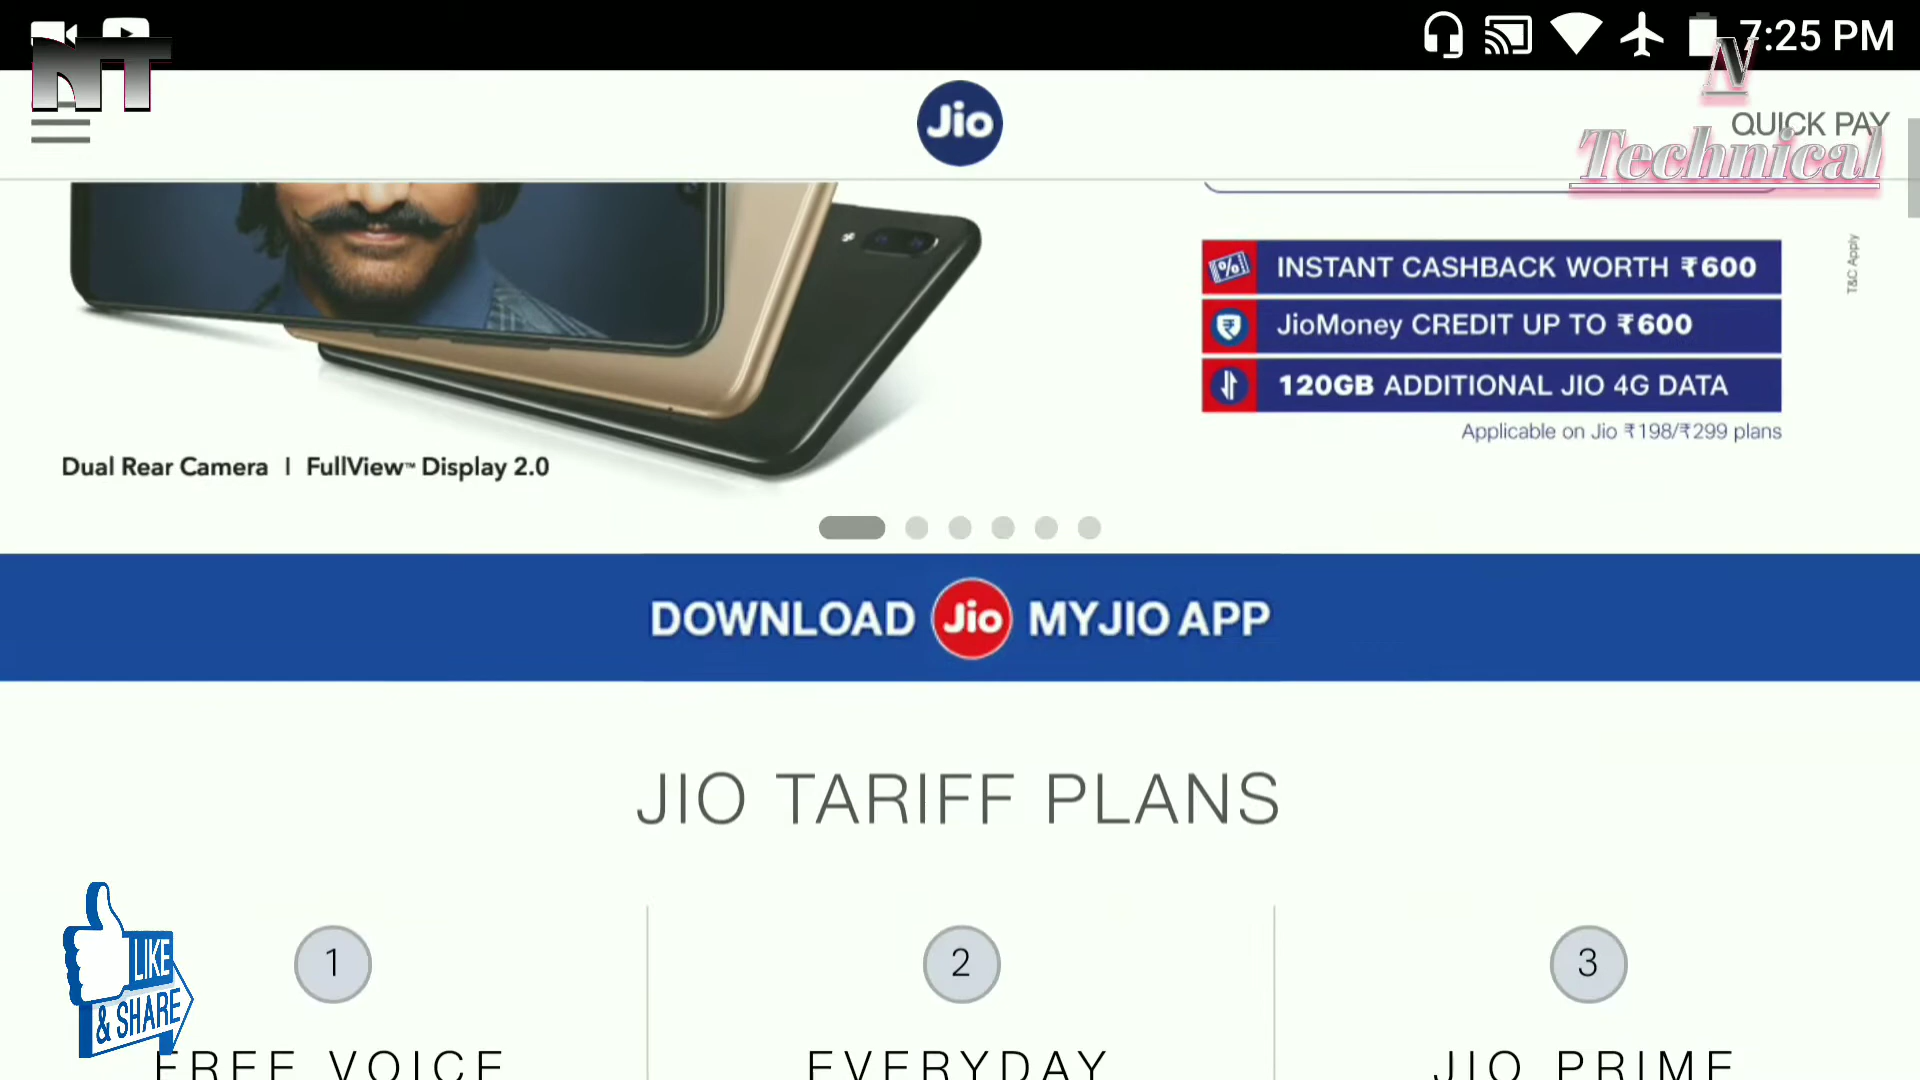 NT
7:25 PM
N
Jio
QUICK PAY
Technical
INSTANT CASHBACK WORTH ₹600
T&C Apply
JioMoney CREDIT UP TO ₹600
120GB ADDITIONAL JIO 4G DATA
Applicable on Jio ₹198/₹299 plans
Dual Rear Camera | FullView™ Display 2.0
DOWNLOAD Jio MYJIO APP
JIO TARIFF PLANS
1
2
3
LIKE
& SHARE
FREE VOICE
EVERYDAY
JIO PRIME